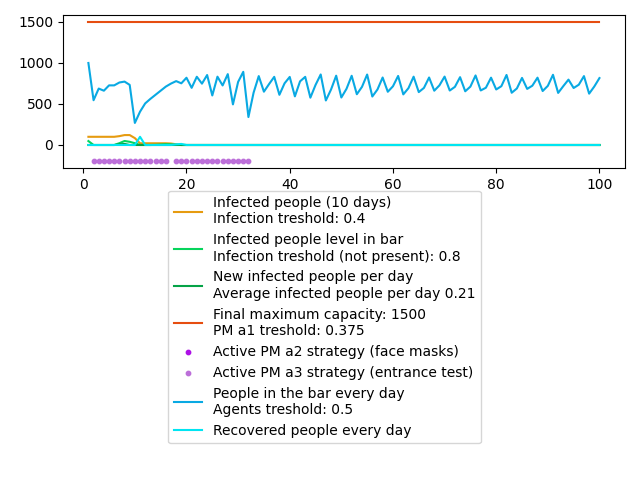 1500
1000
500
0
0 20 40 60 80 100
Infected people (10 days)
Infection treshold: 0.4
Infected people level in bar
Infection treshold (not present): 0.8
New infected people per day
Average infected people per day 0.21
Final maximum capacity: 1500
PM a1 treshold: 0.375
Active PM a2 strategy (face masks)
Active PM a3 strategy (entrance test)
People in the bar every day
Agents treshold: 0.5
Recovered people every day